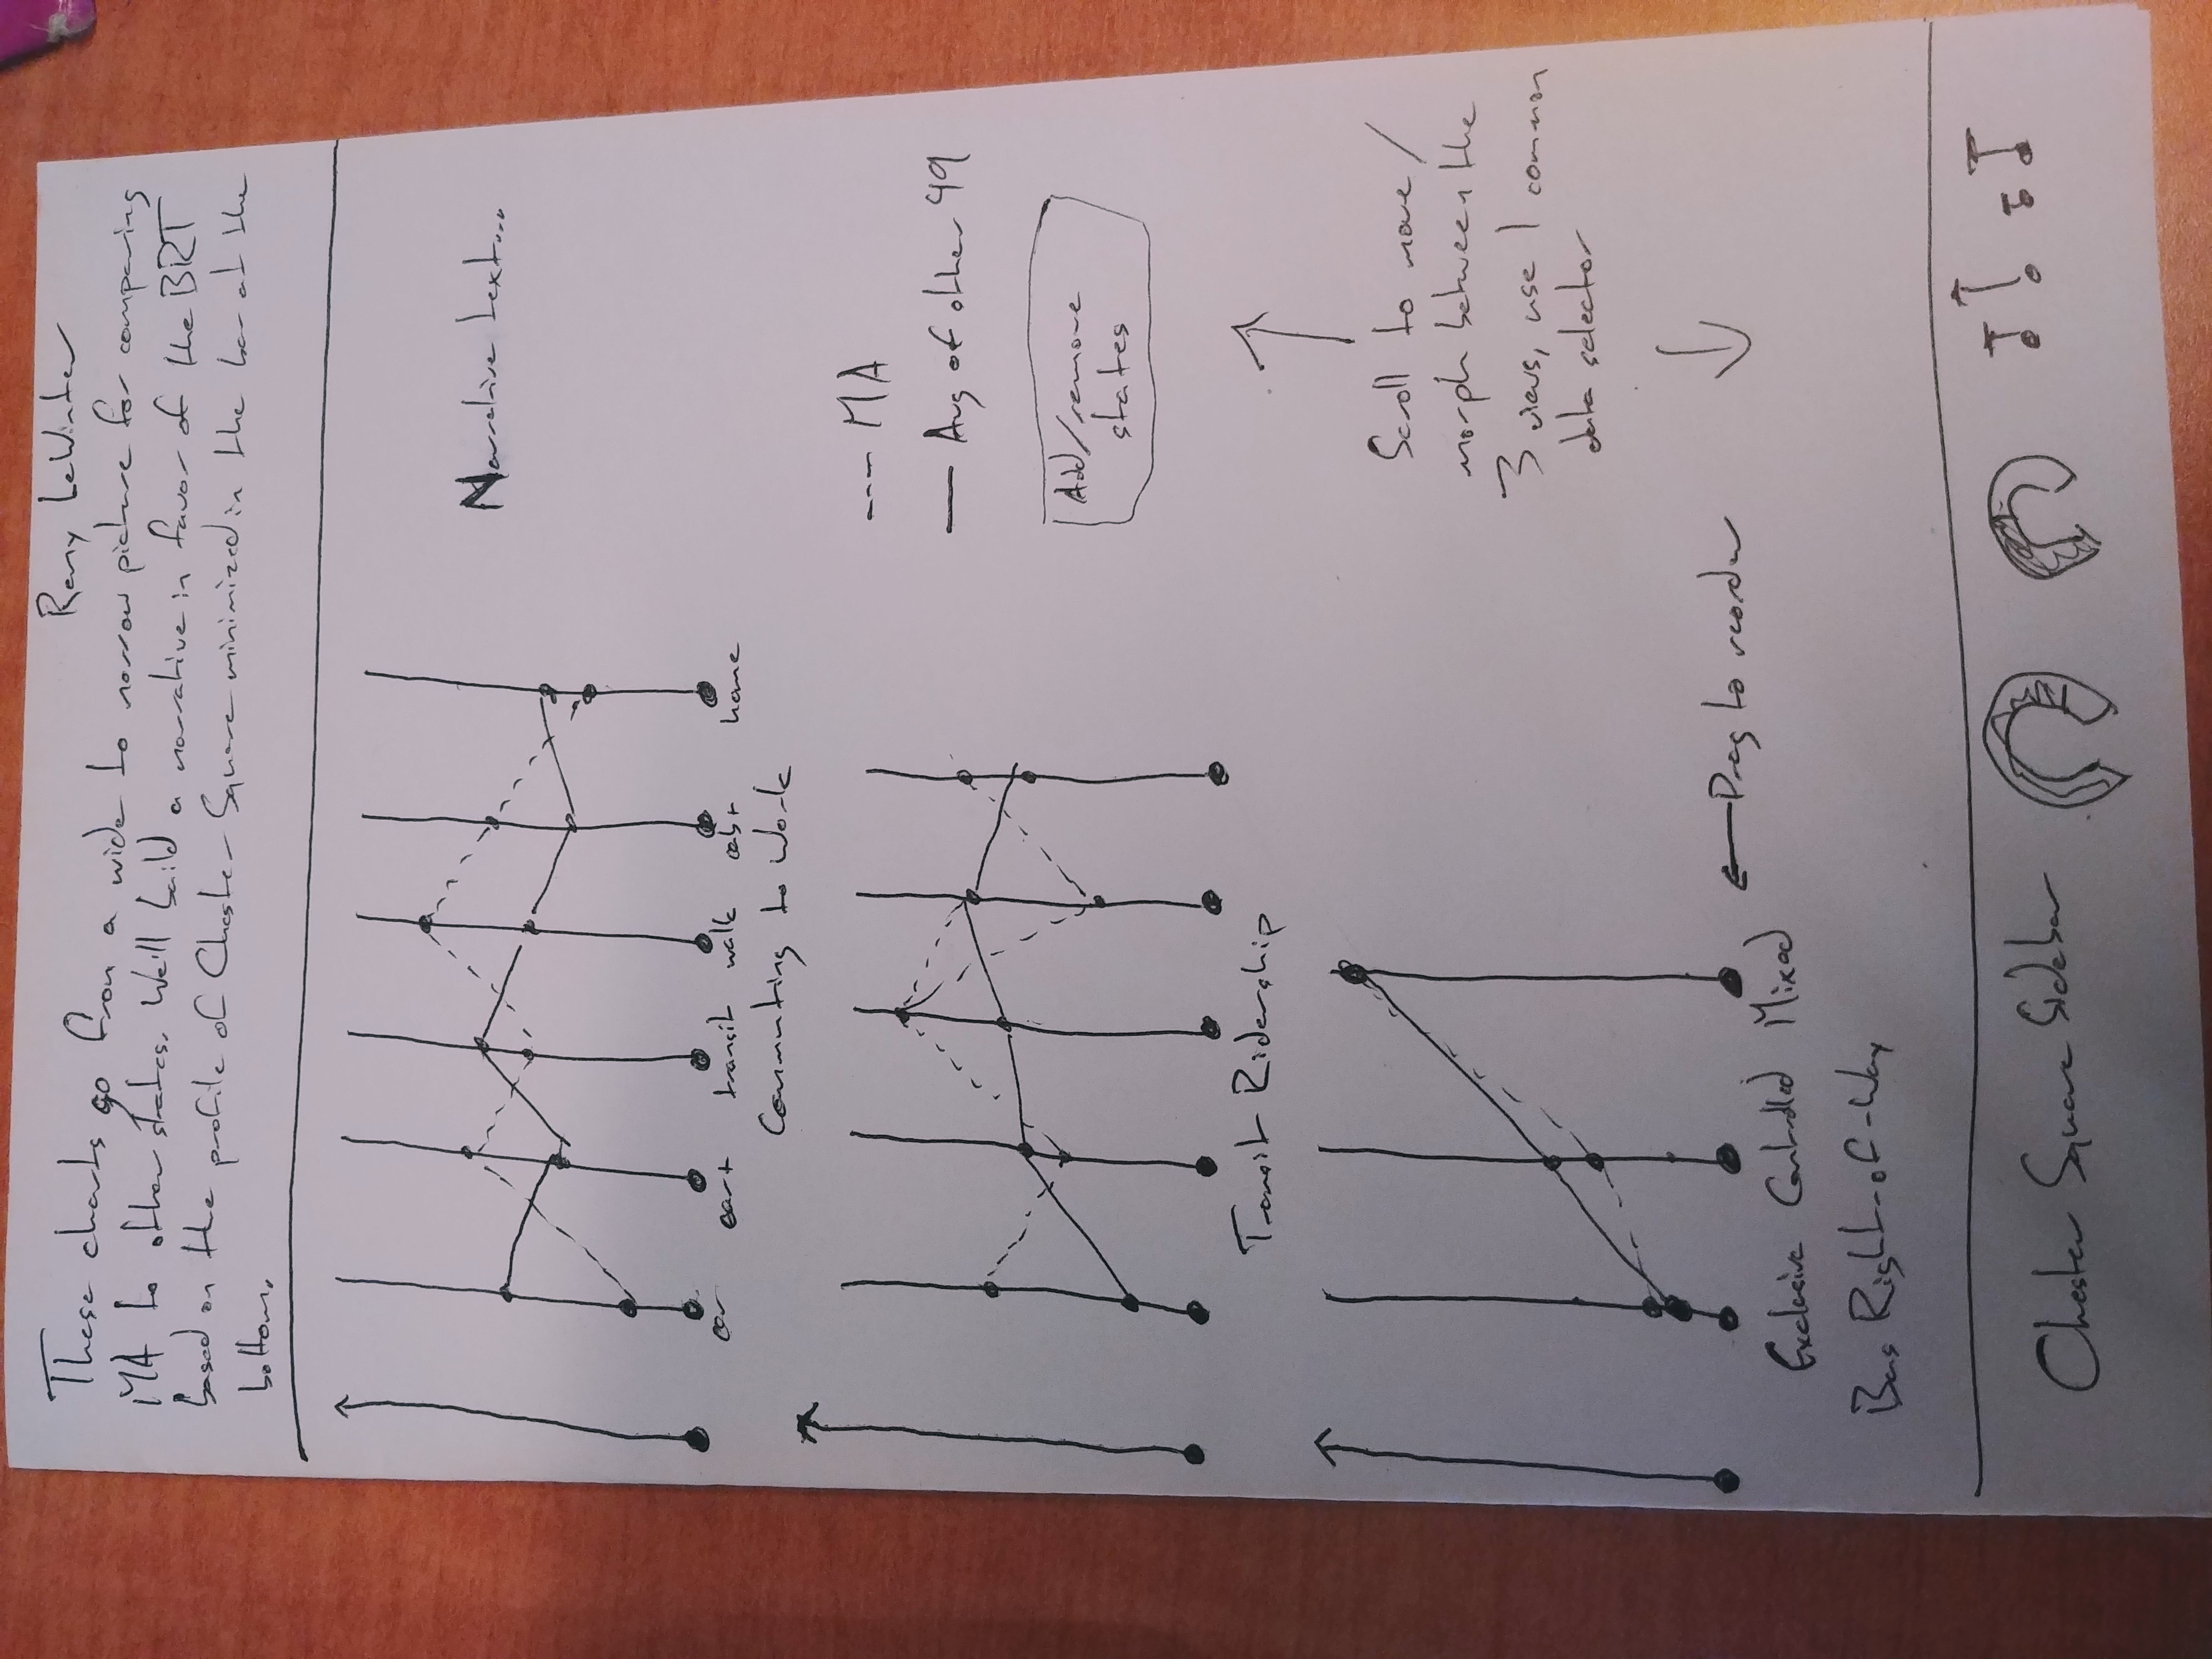 Remy LeWinter
These charts go from a wide to narrow picture for comparing
MA to other states. We'll build a narrative in favor of the BRT
based on the profile of Chester Square minimized in the bar at the
bottom.
Narrative text...
car car+ transit walk home
Commuting to Work
--- MA
— Avg of other 49
Add/remove
states
Transit Ridership
Scroll to move/
morph between the
3 views, use 1 common
data selector
←Drag to reorder
Exclusive Controlled Mixed
Bus Right-of-Way
Chester Square Sidebar